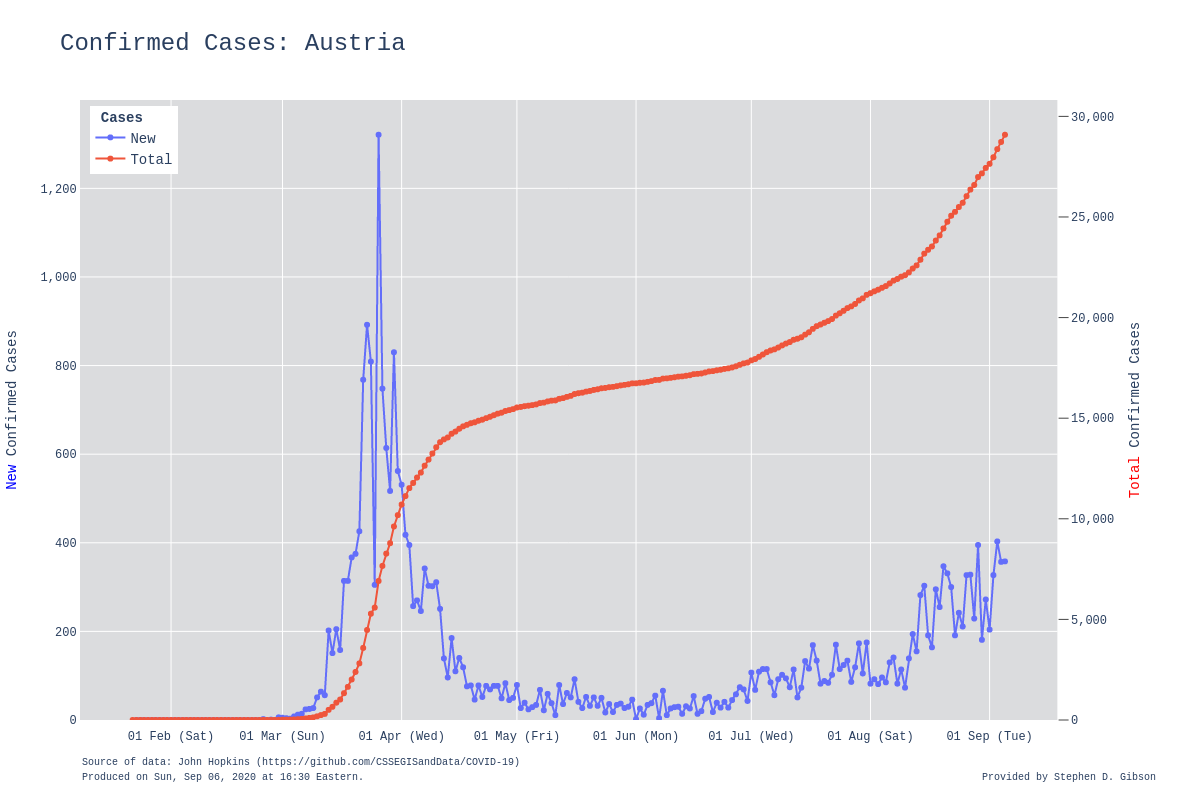 Confirmed Cases: Austria
Cases
New
Total
1,200
1,000
800
600
400
200
0
30,000
25,000
20,000
15,000
10,000
5,000
0
New Confirmed Cases
Total Confirmed Cases
01 Feb (Sat) 01 Mar (Sun) 01 Apr (Wed) 01 May (Fri) 01 Jun (Mon) 01 Jul (Wed) 01 Aug (Sat) 01 Sep (Tue)
Source of data: John Hopkins (https://github.com/CSSEGISandData/COVID-19)
Produced on Sun, Sep 06, 2020 at 16:30 Eastern.
Provided by Stephen D. Gibson